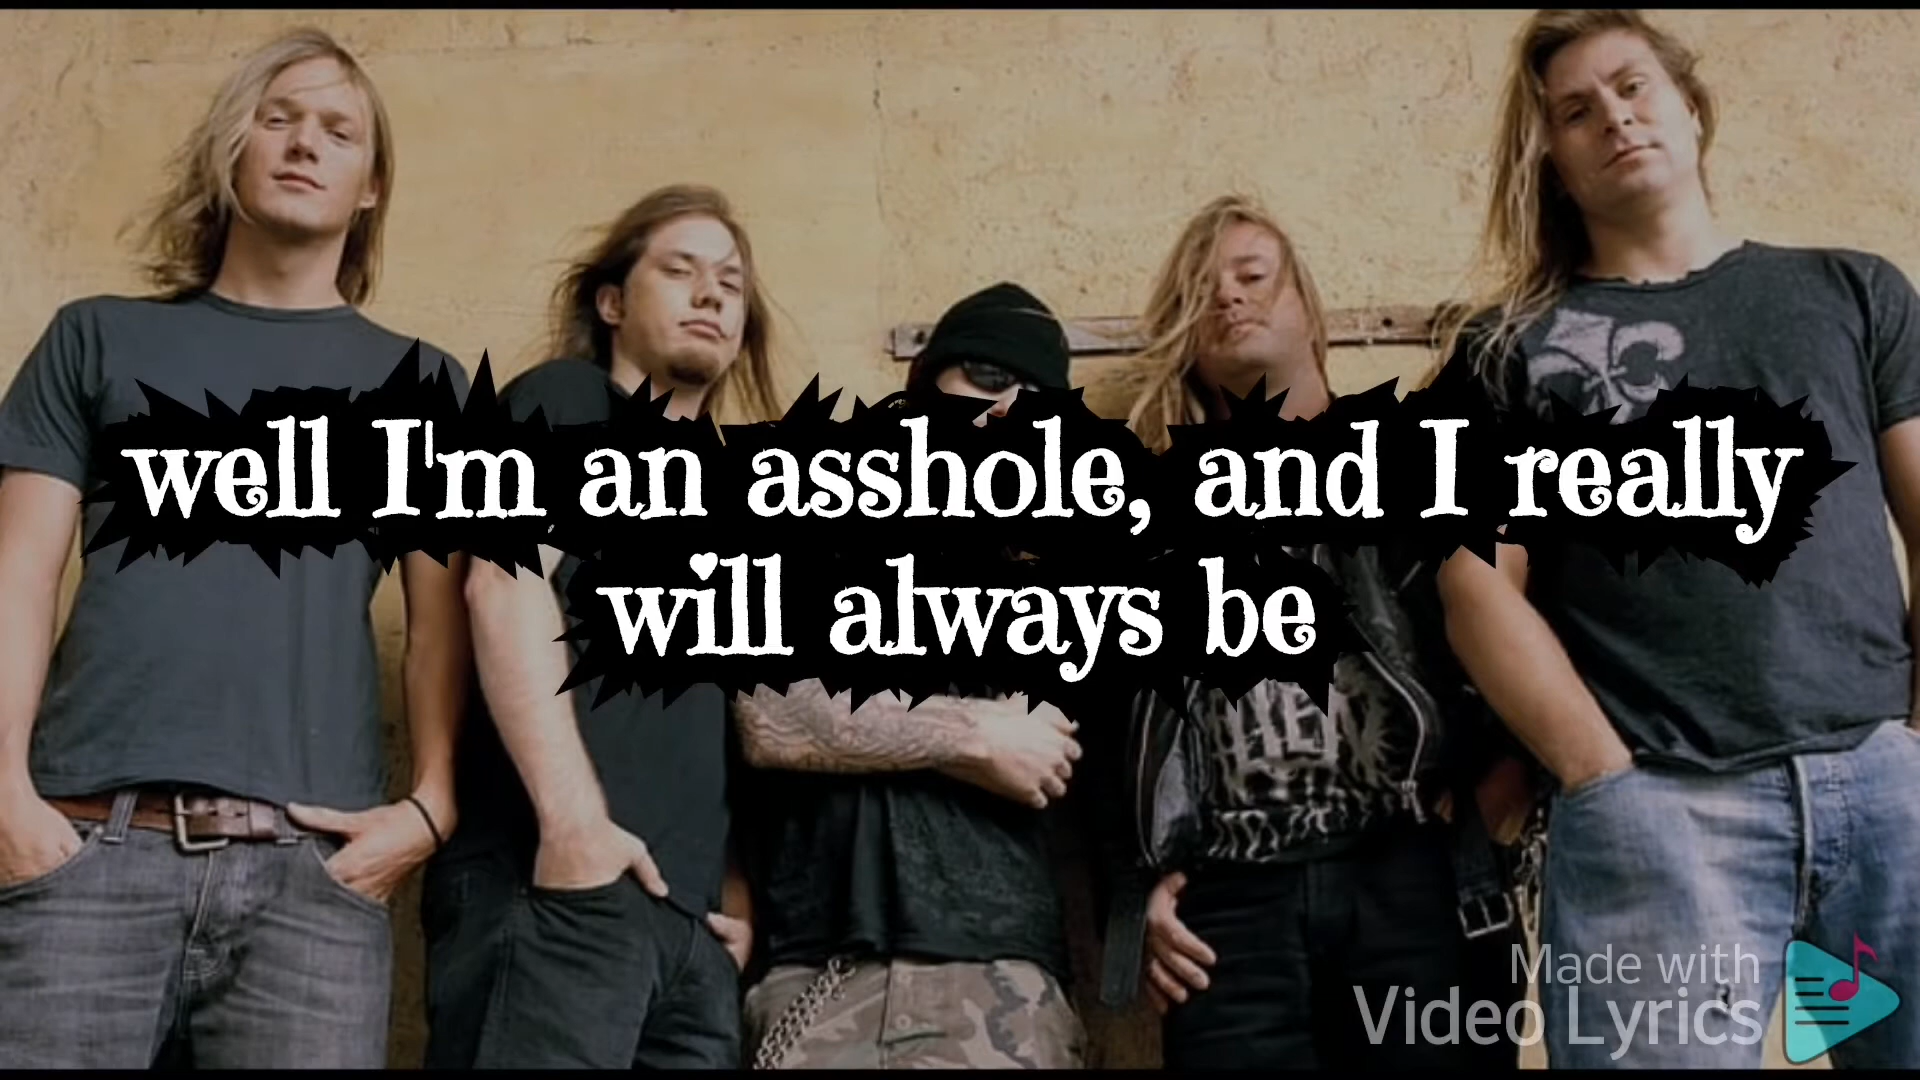 well I'm an asshole, and I really
will always be
Made with
Video Lyrics